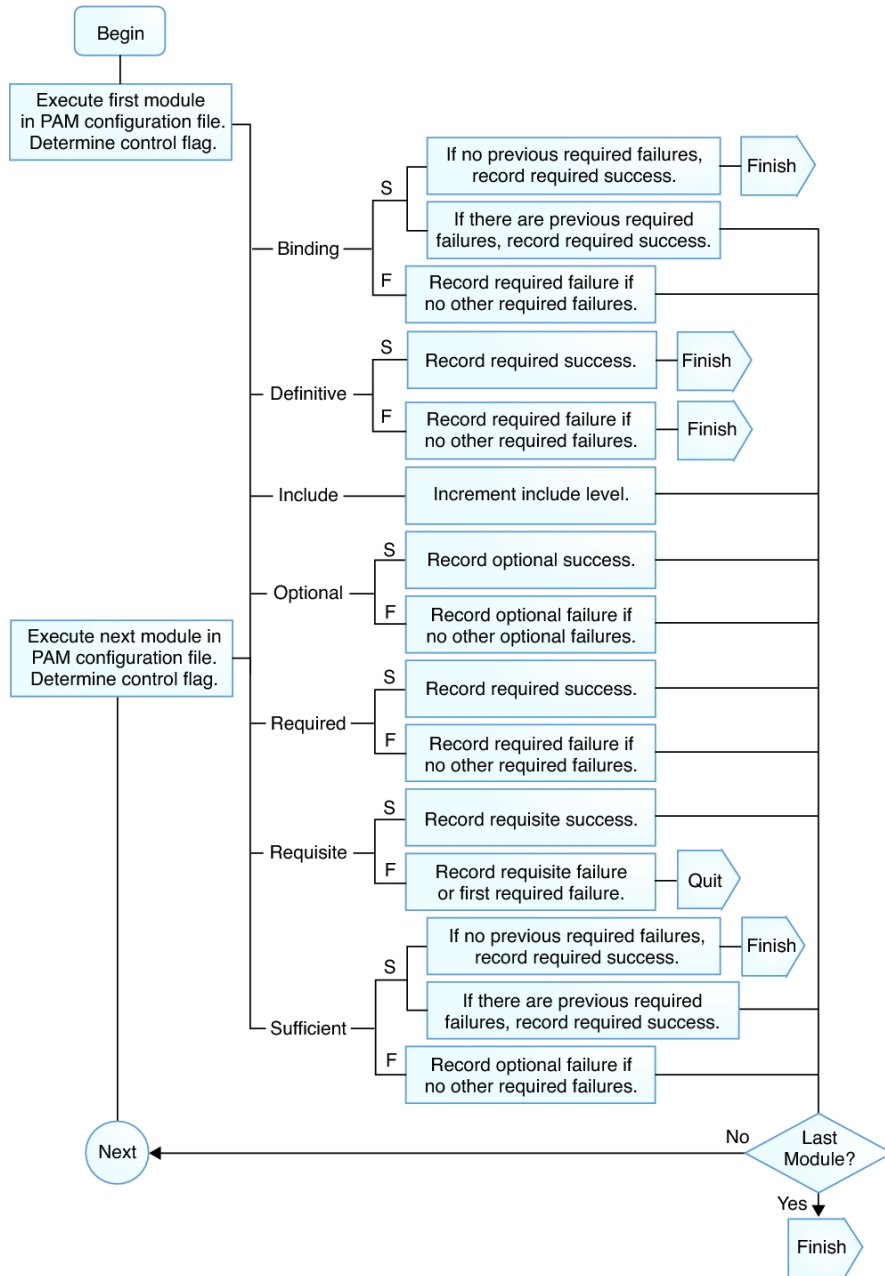 Begin
Execute first module
in PAM configuration file.
Determine control flag.
If no previous required failures,
record required success.
Finish
S
If there are previous required
failures, record required success.
Binding
F
Record required failure if
no other required failures.
S
Record required success.
Finish
Definitive
F
Record required failure if
no other required failures.
Finish
Include
Increment include level.
S
Record optional success.
Optional
F
Record optional failure if
no other optional failures.
Execute next module in
PAM configuration file.
Determine control flag.
S
Record required success.
Required
F
Record required failure if
no other required failures.
S
Record requisite success.
Requisite
F
Record requisite failure
or first required failure.
Quit
If no previous required failures,
record required success.
Finish
S
If there are previous required
failures, record required success.
Sufficient
F
Record optional failure if
no other required failures.
Next
No
Last
Module?
Yes
Finish